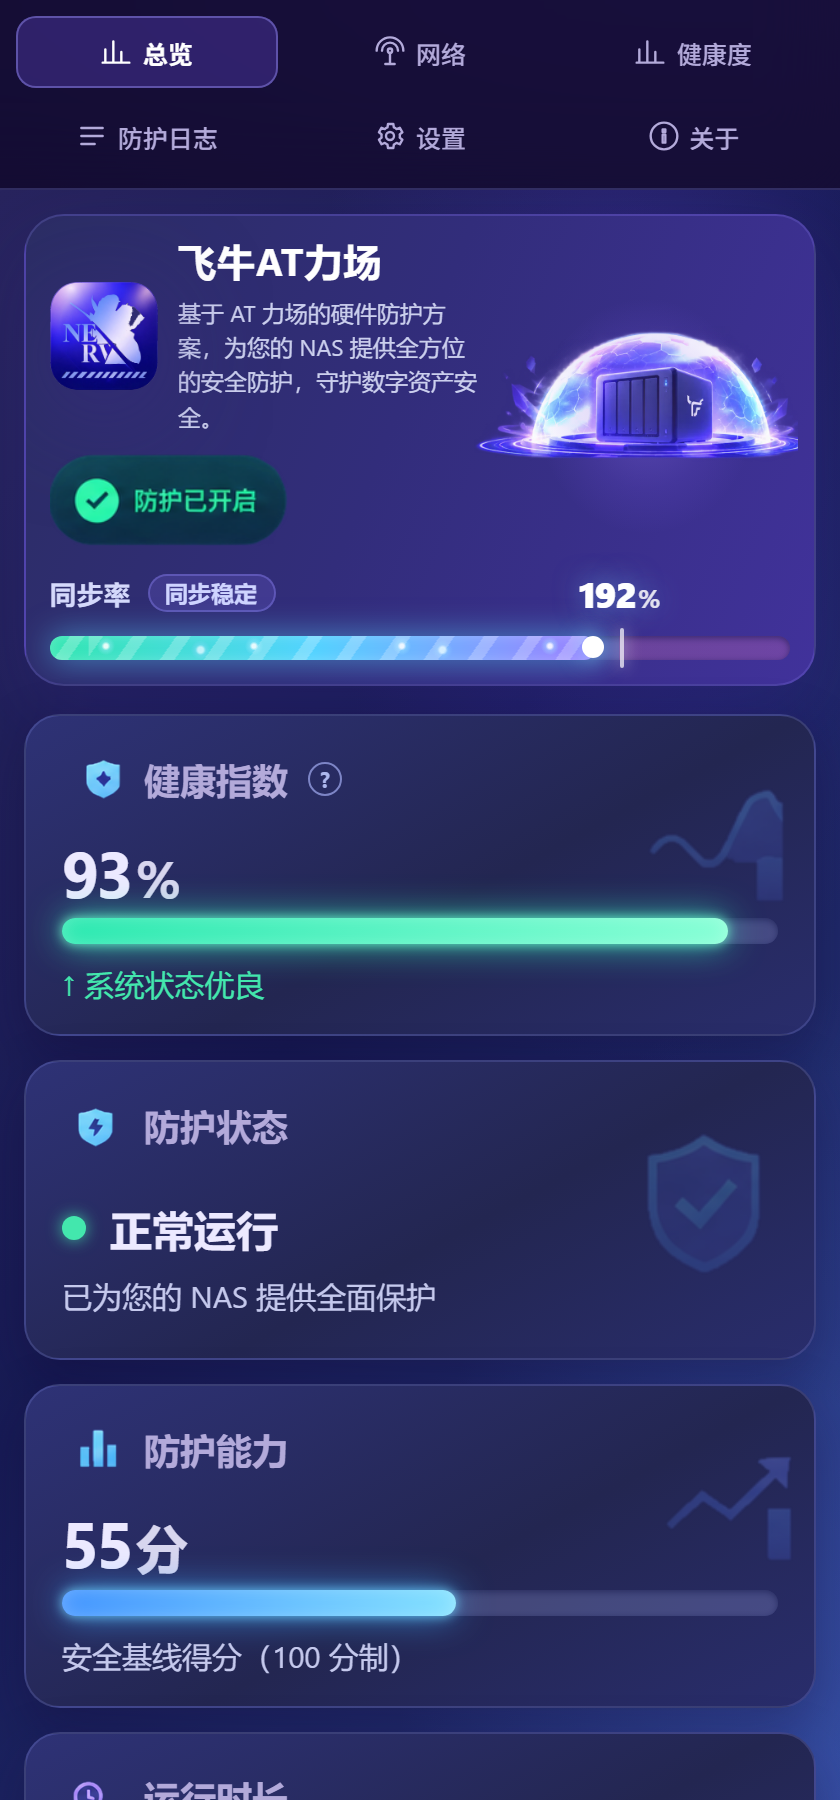 总览
网络
健康度
防护日志
设置
关于
飞牛AT力场
NERV
基于 AT 力场的硬件防护方
案，为您的 NAS 提供全方位
的安全防护，守护数字资产安
全。
防护已开启
同步率 同步稳定 192%
健康指数 ?
93%
↑ 系统状态优良
防护状态
正常运行
已为您的 NAS 提供全面保护
防护能力
55分
安全基线得分（100 分制）
运行时长